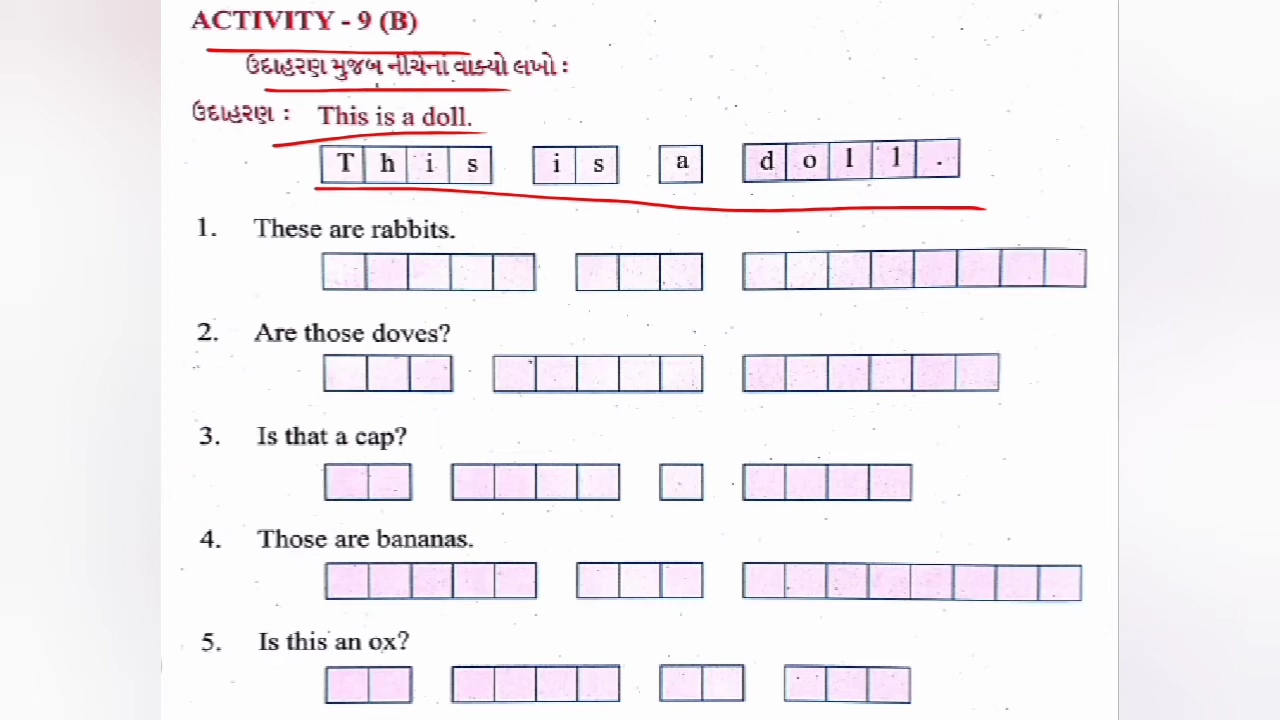 ACTIVITY - 9 (B)
ઉદાહરણ મુજબ નીચેનાં વાક્યો લખો :
ઉદાહરણ : This is a doll.
T h i s i s a d o l l .
1. These are rabbits.
2. Are those doves?
3. Is that a cap?
4. Those are bananas.
5. Is this an ox?